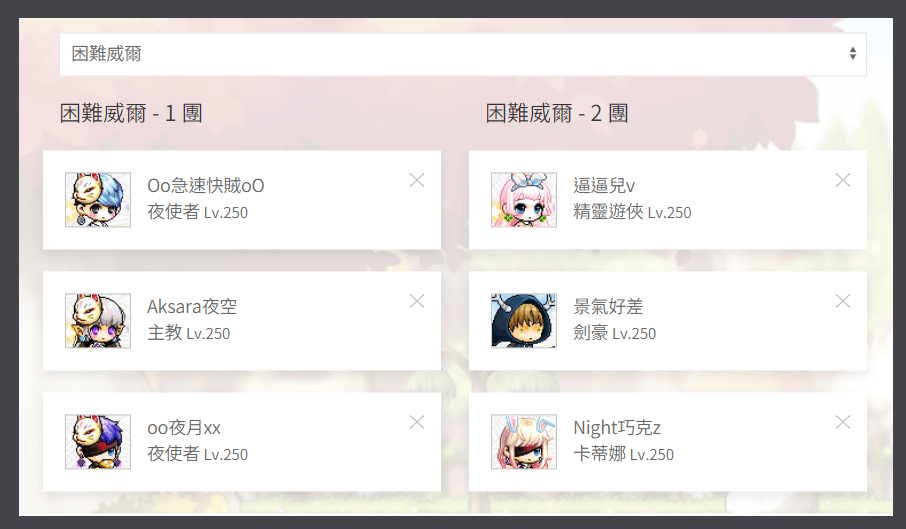 困難威爾
困難威爾 - 1 團
Oo急速快賊oO
夜使者 Lv.250
Aksara夜空
主教 Lv.250
oo夜月xx
夜使者 Lv.250
困難威爾 - 2 團
逼逼兒v
精靈遊俠 Lv.250
景氣好差
劍豪 Lv.250
Night巧克z
卡蒂娜 Lv.250